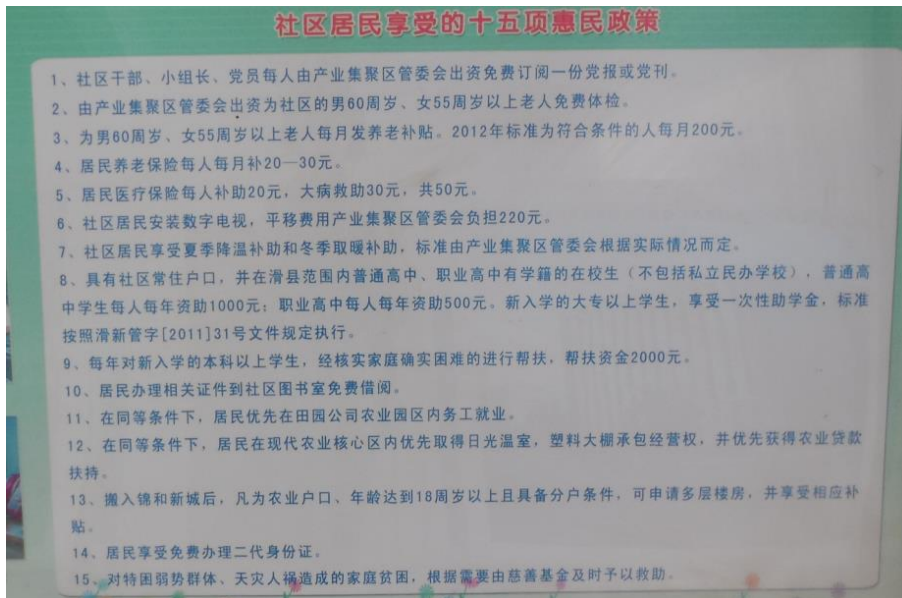 社区居民享受的十五项惠民政策
1、社区干部、小组长、党员每人由产业集聚区管委会出资免费订阅一份党报或党刊。
2、由产业集聚区管委会出资为社区的男60周岁、女55周岁以上老人免费体检。
3、为男60周岁、女55周岁以上老人每月发养老补贴。2012年标准为符合条件的人每月200元。
4、居民养老保险每人每月补20—30元。
5、居民医疗保险每人补助20元，大病救助30元，共50元。
6、社区居民安装数字电视，平移费用产业集聚区管委会负担220元。
7、社区居民享受夏季降温补助和冬季取暖补助，标准由产业集聚区管委会根据实际情况而定。
8、具有社区常住户口，并在滑县范围内普通高中、职业高中有学籍的在校生（不包括私立民办学校），普通高
中学生每人每年资助1000元；职业高中每人每年资助500元。新入学的大专以上学生，享受一次性助学金，标准
按照滑新管字[2011]31号文件规定执行。
9、每年对新入学的本科以上学生，经核实家庭确实困难的进行帮扶，帮扶资金2000元。
10、居民办理相关证件到社区图书室免费借阅。
11、在同等条件下，居民优先在田园公司农业园区内务工就业。
12、在同等条件下，居民在现代农业核心区内优先取得日光温室，塑料大棚承包经营权，并优先获得农业贷款
扶持。
13、搬入锦和新城后，凡为农业户口、年龄达到18周岁以上且具备分户条件，可申请多层楼房，并享受相应补
贴。
14、居民享受免费办理二代身份证。
15、对特困弱势群体、天灾人祸造成的家庭贫困，根据需要由慈善基金及时予以救助。